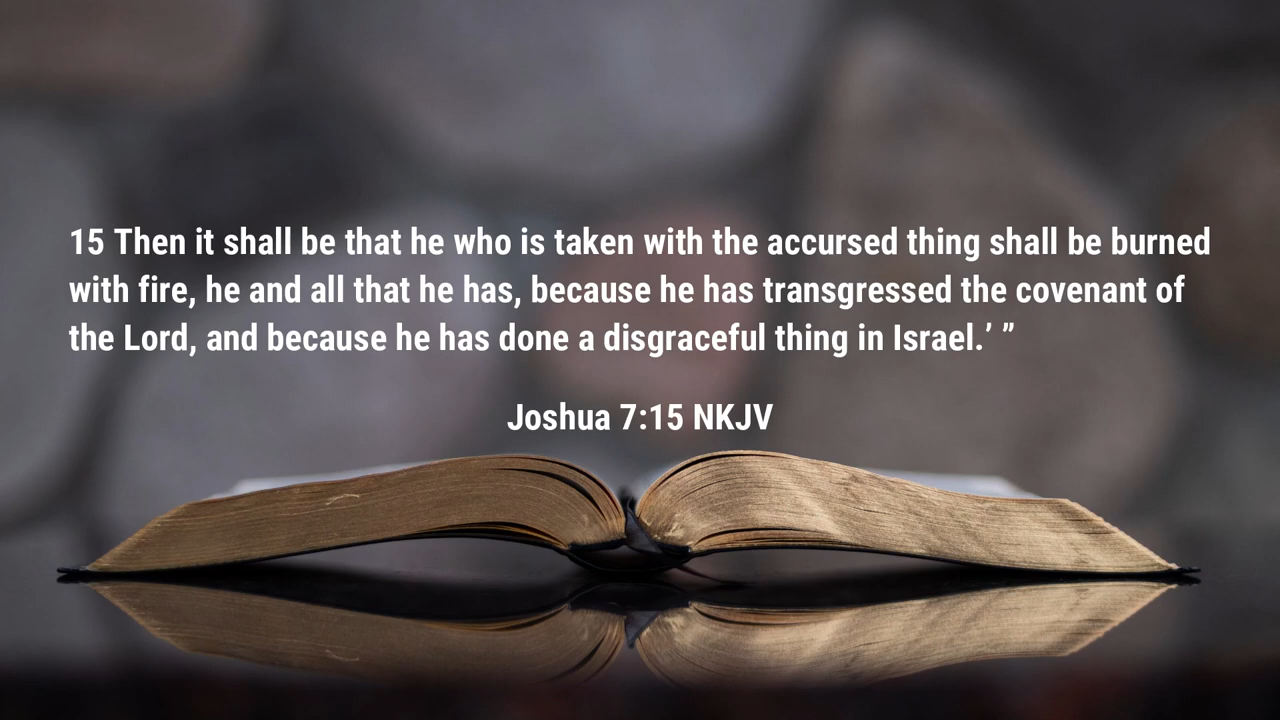 15 Then it shall be that he who is taken with the accursed thing shall be burned
with fire, he and all that he has, because he has transgressed the covenant of
the Lord, and because he has done a disgraceful thing in Israel.’ ”
Joshua 7:15 NKJV